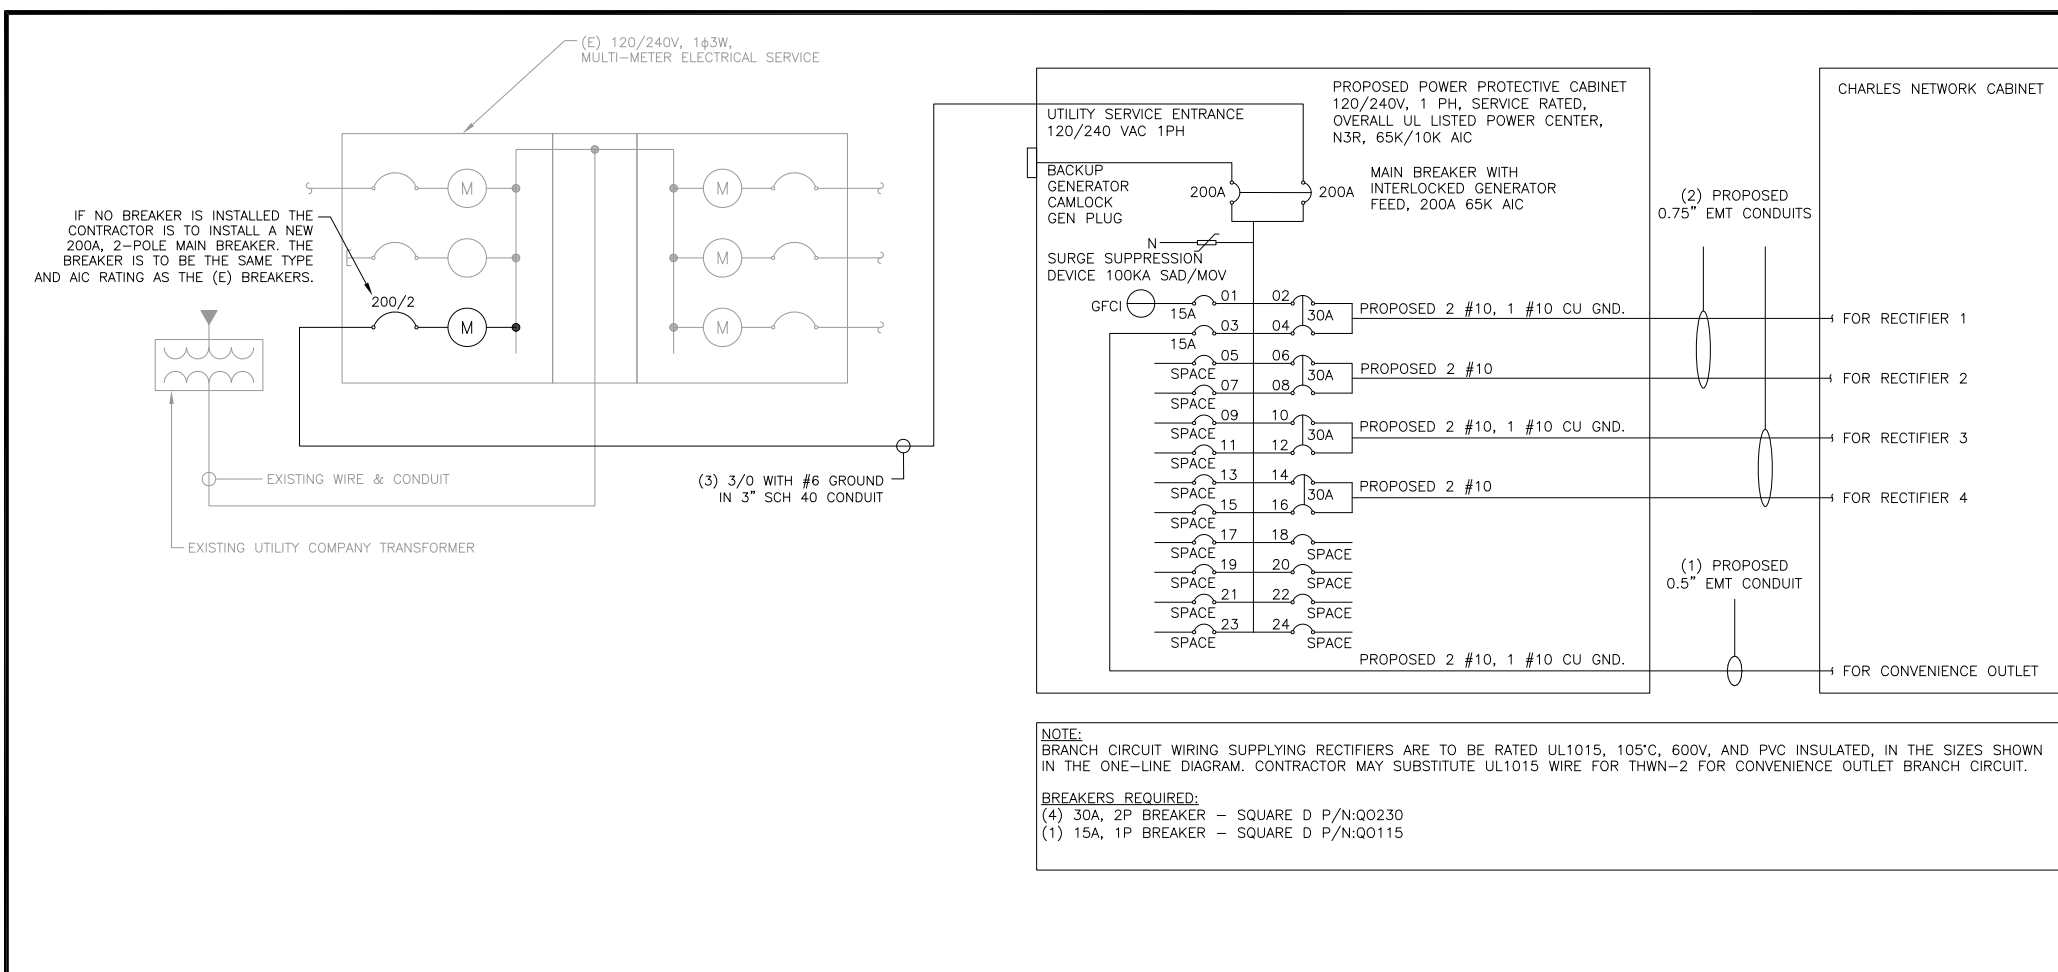 (E) 120/240V, 1ϕ3W,
MULTI-METER ELECTRICAL SERVICE
IF NO BREAKER IS INSTALLED THE
CONTRACTOR IS TO INSTALL A NEW
200A, 2-POLE MAIN BREAKER. THE
BREAKER IS TO BE THE SAME TYPE
AND AIC RATING AS THE (E) BREAKERS.
M
M
M
200/2
M
M
EXISTING WIRE & CONDUIT
EXISTING UTILITY COMPANY TRANSFORMER
(3) 3/0 WITH #6 GROUND
IN 3" SCH 40 CONDUIT
UTILITY SERVICE ENTRANCE
120/240 VAC 1PH
PROPOSED POWER PROTECTIVE CABINET
120/240V, 1 PH, SERVICE RATED,
OVERALL UL LISTED POWER CENTER,
N3R, 65K/10K AIC
BACKUP
GENERATOR
CAMLOCK
GEN PLUG
200A
200A
MAIN BREAKER WITH
INTERLOCKED GENERATOR
FEED, 200A 65K AIC
N
SURGE SUPPRESSION
DEVICE 100KA SAD/MOV
GFCI
15A
01
02
30A
PROPOSED 2 #10, 1 #10 CU GND.
15A
03
04
SPACE
05
06
30A
PROPOSED 2 #10
SPACE
07
08
SPACE
09
10
30A
PROPOSED 2 #10, 1 #10 CU GND.
SPACE
11
12
SPACE
13
14
30A
PROPOSED 2 #10
SPACE
15
16
SPACE
17
18
SPACE
SPACE
19
20
SPACE
SPACE
21
22
SPACE
SPACE
23
24
SPACE
PROPOSED 2 #10, 1 #10 CU GND.
(2) PROPOSED
0.75" EMT CONDUITS
(1) PROPOSED
0.5" EMT CONDUIT
CHARLES NETWORK CABINET
FOR RECTIFIER 1
FOR RECTIFIER 2
FOR RECTIFIER 3
FOR RECTIFIER 4
FOR CONVENIENCE OUTLET
NOTE:
BRANCH CIRCUIT WIRING SUPPLYING RECTIFIERS ARE TO BE RATED UL1015, 105°C, 600V, AND PVC INSULATED, IN THE SIZES SHOWN
IN THE ONE-LINE DIAGRAM. CONTRACTOR MAY SUBSTITUTE UL1015 WIRE FOR THWN-2 FOR CONVENIENCE OUTLET BRANCH CIRCUIT.
BREAKERS REQUIRED:
(4) 30A, 2P BREAKER - SQUARE D P/N:QO230
(1) 15A, 1P BREAKER - SQUARE D P/N:QO115